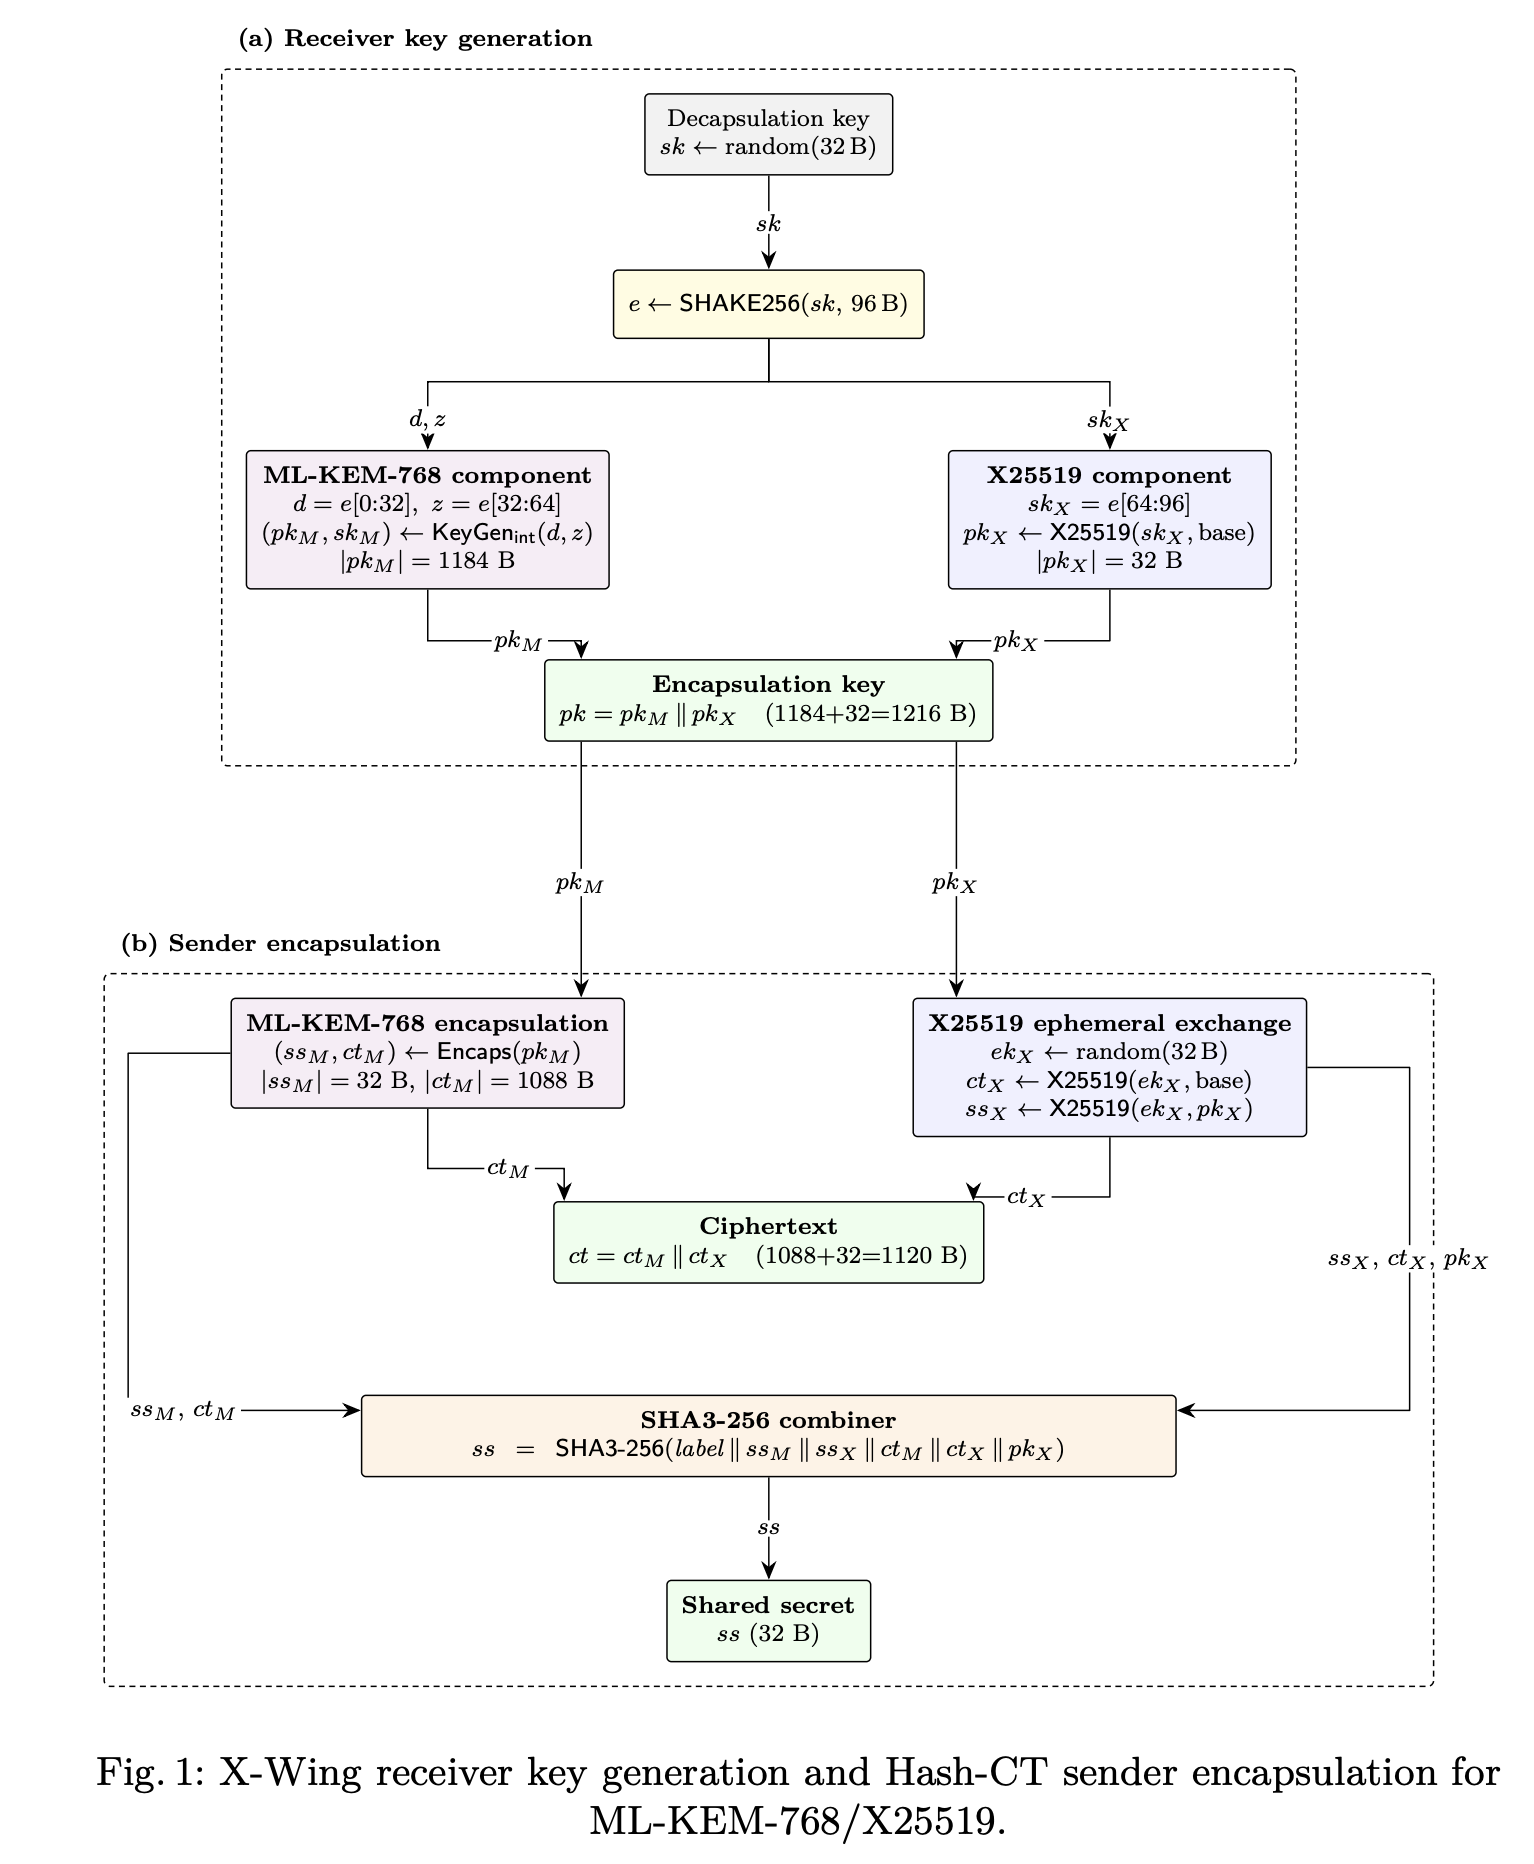 (a) Receiver key generation
Decapsulation key
sk ← random(32 B)
sk
e ← SHAKE256(sk, 96 B)
d, z
sk_X
ML-KEM-768 component
d = e[0:32], z = e[32:64]
(pk_M, sk_M) ← KeyGen_int(d, z)
|pk_M| = 1184 B
X25519 component
sk_X = e[64:96]
pk_X ← X25519(sk_X, base)
|pk_X| = 32 B
pk_M
pk_X
Encapsulation key
pk = pk_M ∥ pk_X (1184+32=1216 B)
pk_M
pk_X
(b) Sender encapsulation
ML-KEM-768 encapsulation
(ss_M, ct_M) ← Encaps(pk_M)
|ss_M| = 32 B, |ct_M| = 1088 B
X25519 ephemeral exchange
ek_X ← random(32 B)
ct_X ← X25519(ek_X, base)
ss_X ← X25519(ek_X, pk_X)
ct_M
ct_X
Ciphertext
ct = ct_M ∥ ct_X (1088+32=1120 B)
ss_X, ct_X, pk_X
ss_M, ct_M
SHA3-256 combiner
ss = SHA3-256(label ∥ ss_M ∥ ss_X ∥ ct_M ∥ ct_X ∥ pk_X)
ss
Shared secret
ss (32 B)
Fig. 1: X-Wing receiver key generation and Hash-CT sender encapsulation for
ML-KEM-768/X25519.